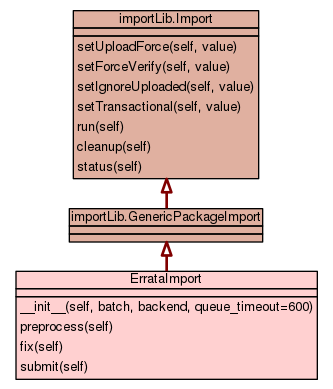 importLib.Import
setUploadForce(self, value)
setForceVerify(self, value)
setIgnoreUploaded(self, value)
setTransactional(self, value)
run(self)
cleanup(self)
status(self)
importLib.GenericPackageImport
ErrataImport
__init__(self, batch, backend, queue_timeout=600)
preprocess(self)
fix(self)
submit(self)